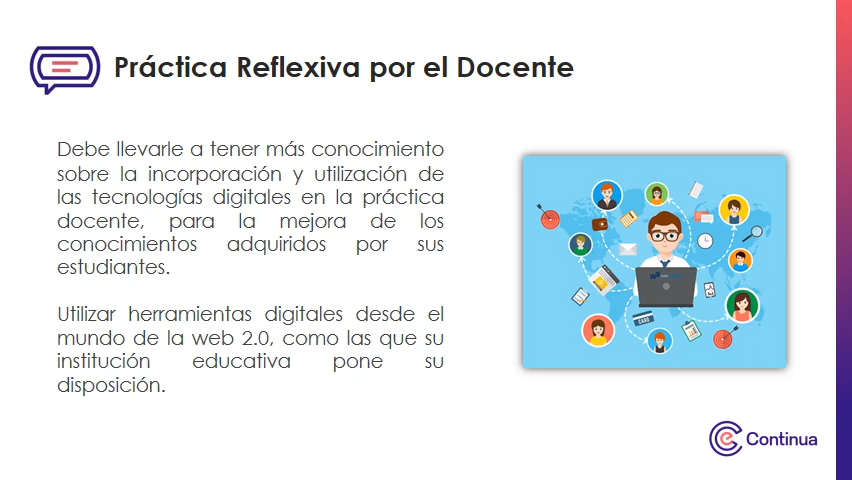 Práctica Reflexiva por el Docente
Debe llevarle a tener más conocimiento
sobre la incorporación y utilización de
las tecnologías digitales en la práctica
docente, para la mejora de los
conocimientos adquiridos por sus
estudiantes.
Utilizar herramientas digitales desde el
mundo de la web 2.0, como las que su
institución educativa pone su
disposición.
Continua